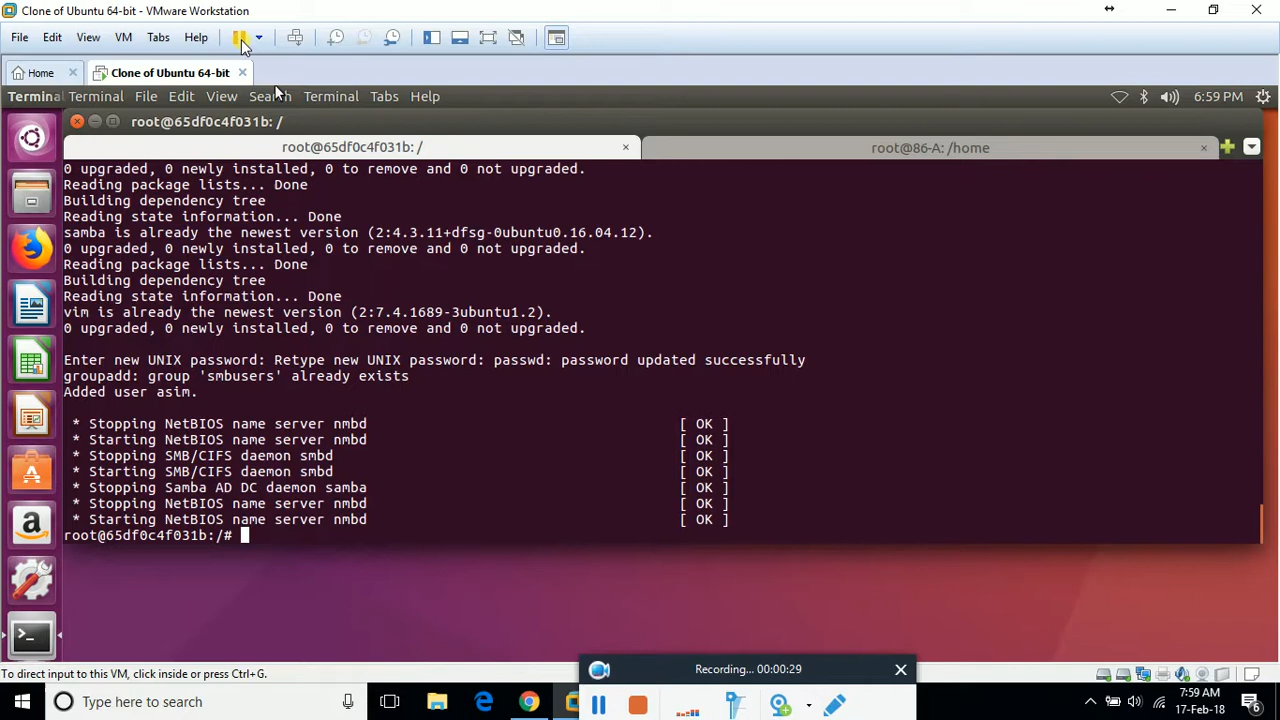 Clone of Ubuntu 64-bit - VMware Workstation
File Edit View VM Tabs Help
Home
Clone of Ubuntu 64-bit
Terminal Terminal File Edit View Search Terminal Tabs Help 6:59 PM
root@65df0c4f031b: /
root@65df0c4f031b: / root@86-A: /home
0 upgraded, 0 newly installed, 0 to remove and 0 not upgraded.
Reading package lists... Done
Building dependency tree
Reading state information... Done
samba is already the newest version (2:4.3.11+dfsg-0ubuntu0.16.04.12).
0 upgraded, 0 newly installed, 0 to remove and 0 not upgraded.
Reading package lists... Done
Building dependency tree
Reading state information... Done
vim is already the newest version (2:7.4.1689-3ubuntu1.2).
0 upgraded, 0 newly installed, 0 to remove and 0 not upgraded.
Enter new UNIX password: Retype new UNIX password: passwd: password updated successfully
groupadd: group 'smbusers' already exists
Added user asim.
* Stopping NetBIOS name server nmbd [ OK ]
* Starting NetBIOS name server nmbd [ OK ]
* Stopping SMB/CIFS daemon smbd [ OK ]
* Starting SMB/CIFS daemon smbd [ OK ]
* Stopping Samba AD DC daemon samba [ OK ]
* Stopping NetBIOS name server nmbd [ OK ]
* Starting NetBIOS name server nmbd [ OK ]
root@65df0c4f031b:/#
Recording... 00:00:29
To direct input to this VM, click inside or press Ctrl+G.
Type here to search
7:59 AM
17-Feb-18
6